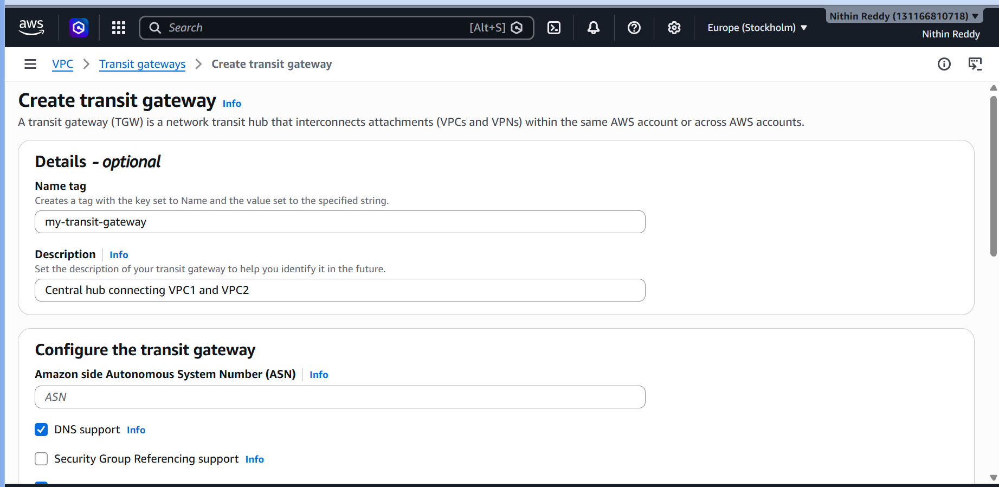 aws
Search
[Alt+S]
Europe (Stockholm)
Nithin Reddy (131166810718)
Nithin Reddy
VPC
Transit gateways
Create transit gateway
Create transit gateway Info
A transit gateway (TGW) is a network transit hub that interconnects attachments (VPCs and VPNs) within the same AWS account or across AWS accounts.
Details - optional
Name tag
Creates a tag with the key set to Name and the value set to the specified string.
my-transit-gateway
Description Info
Set the description of your transit gateway to help you identify it in the future.
Central hub connecting VPC1 and VPC2
Configure the transit gateway
Amazon side Autonomous System Number (ASN) Info
ASN
DNS support Info
Security Group Referencing support Info